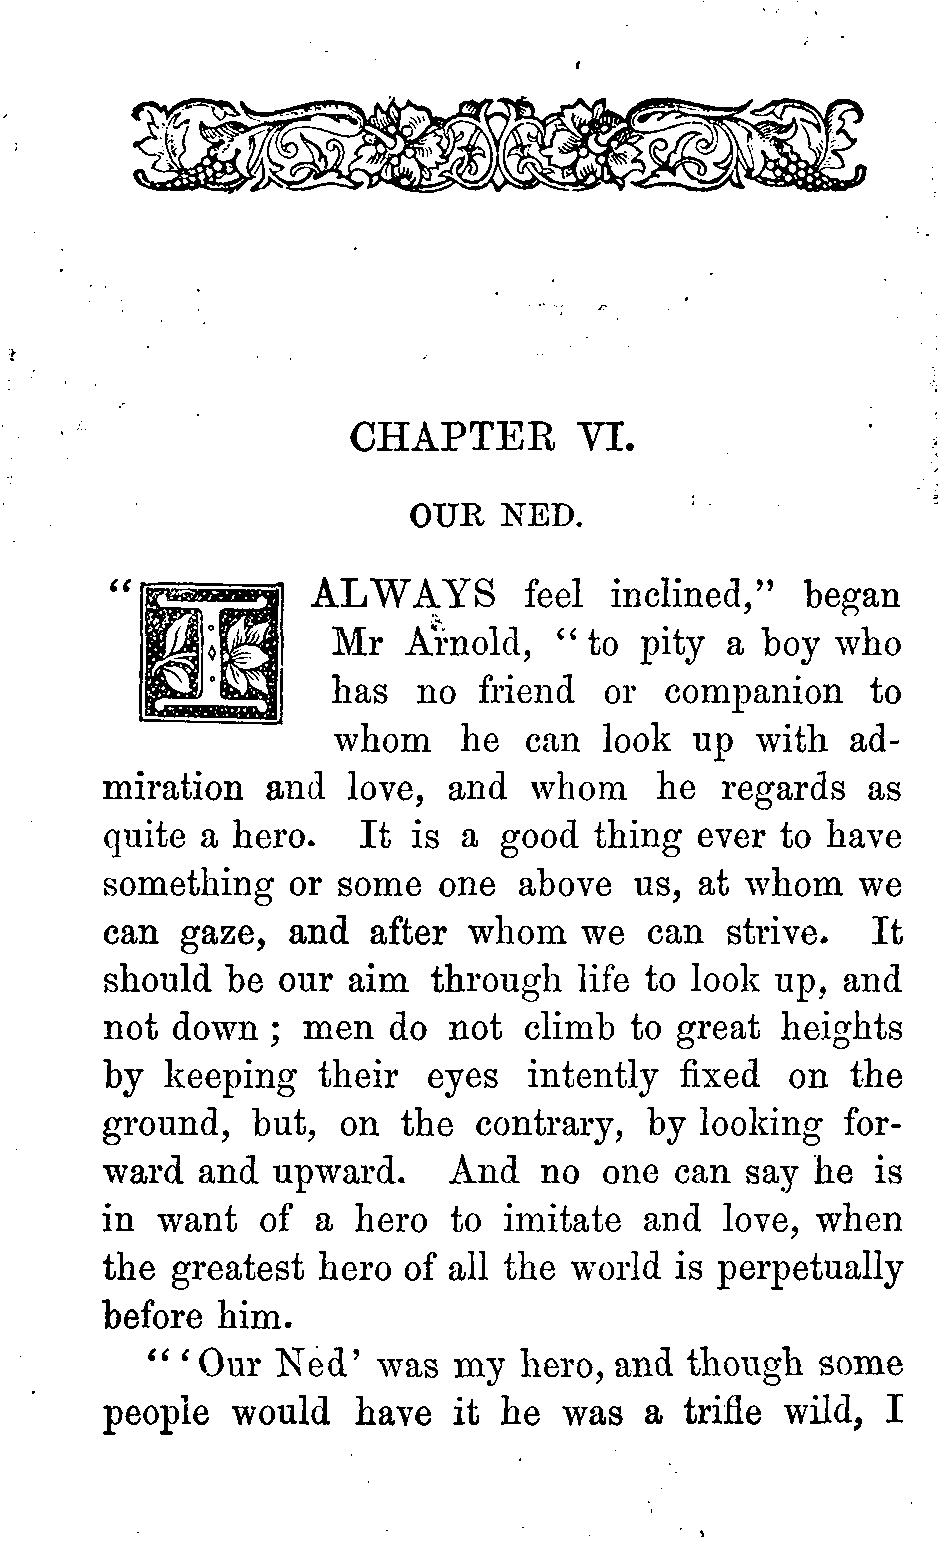 CHAPTER VI.
OUR NED.
“I ALWAYS feel inclined,” began
Mr Arnold, “to pity a boy who
has no friend or companion to
whom he can look up with ad-
miration and love, and whom he regards as
quite a hero. It is a good thing ever to have
something or some one above us, at whom we
can gaze, and after whom we can strive. It
should be our aim through life to look up, and
not down ; men do not climb to great heights
by keeping their eyes intently fixed on the
ground, but, on the contrary, by looking for-
ward and upward. And no one can say he is
in want of a hero to imitate and love, when
the greatest hero of all the world is perpetually
before him.
“‘Our Ned’ was my hero, and though some
people would have it he was a trifle wild, I